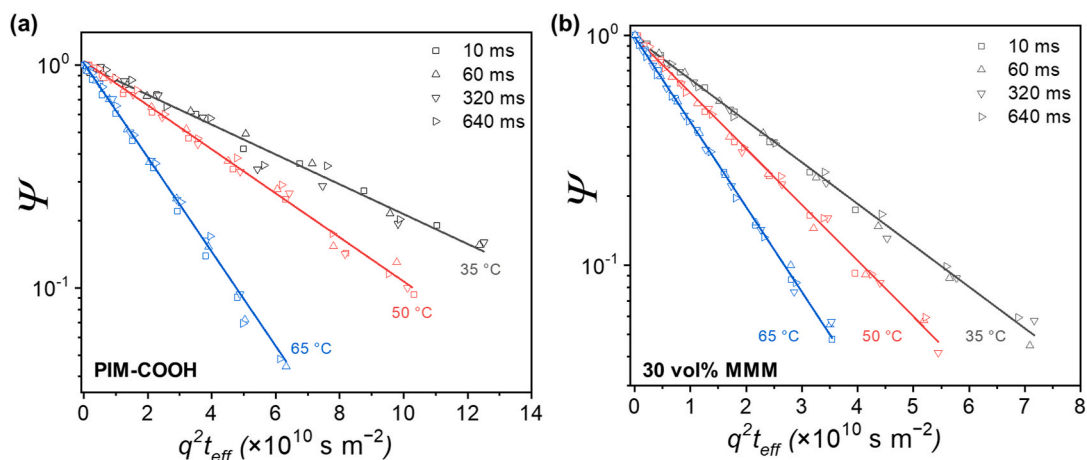 (a)
Ψ
10⁰
10⁻¹
10 ms
60 ms
320 ms
640 ms
35 °C
50 °C
65 °C
PIM-COOH
0 2 4 6 8 10 12 14
q²t_eff (×10¹⁰ s m⁻²)
(b)
Ψ
10⁰
10⁻¹
10 ms
60 ms
320 ms
640 ms
65 °C 50 °C 35 °C
30 vol% MMM
0 1 2 3 4 5 6 7 8
q²t_eff (×10¹⁰ s m⁻²)